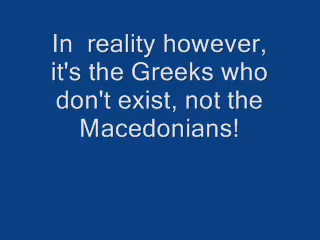 In  reality however,
it's the Greeks who
don't exist, not the
Macedonians!